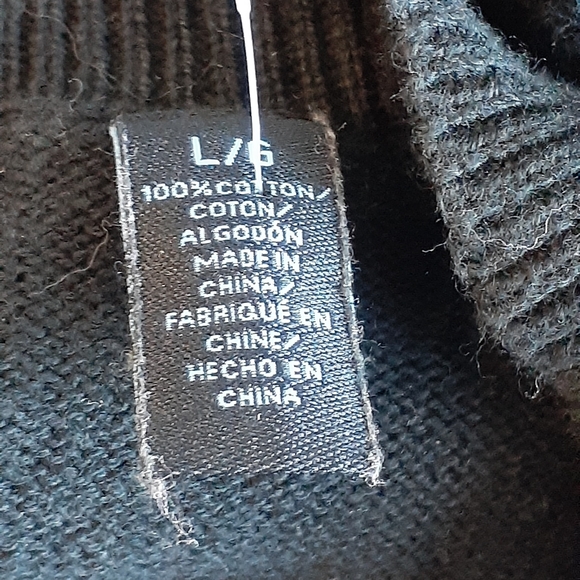 L/G
100% COTTON/
COTON/
ALGODÓN
MADE IN
CHINA/
FABRIQUÉ EN
CHINE/
HECHO EN
CHINA